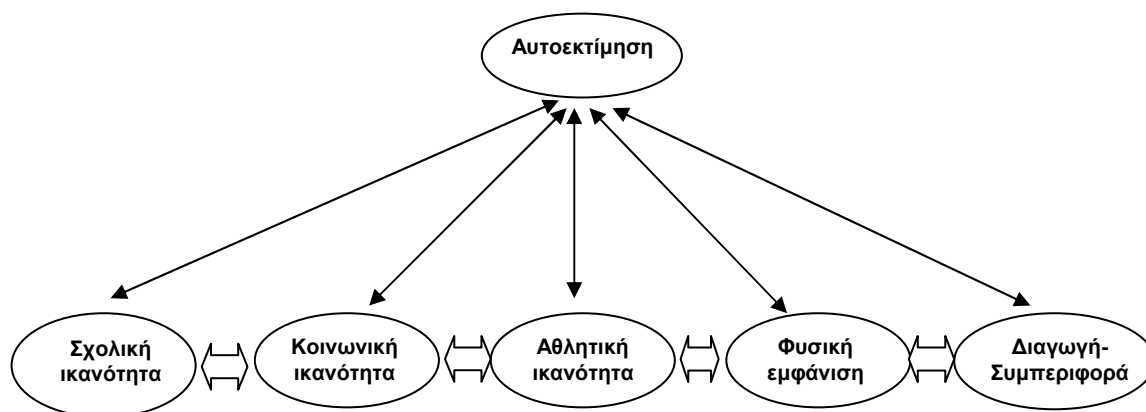 Αυτοεκτίμηση
Σχολική
ικανότητα
Κοινωνική
ικανότητα
Αθλητική
ικανότητα
Φυσική
εμφάνιση
Διαγωγή-
Συμπεριφορά